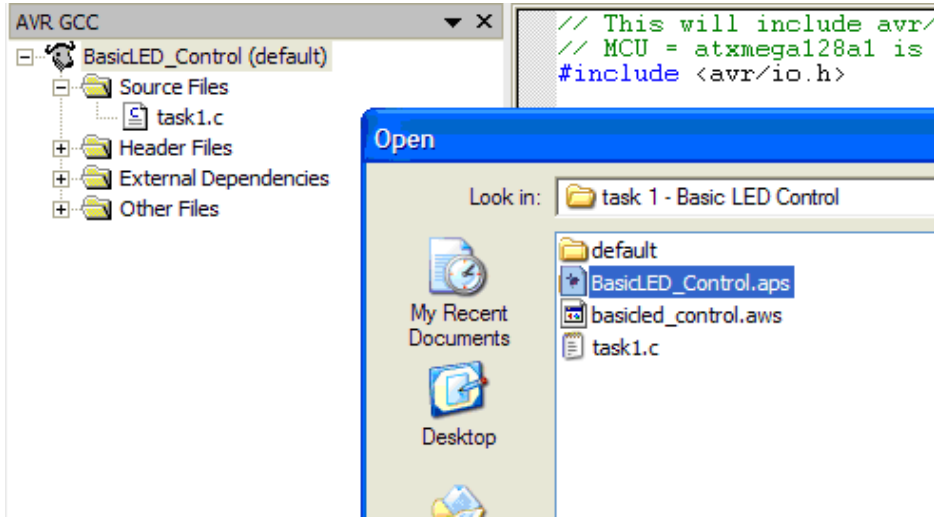 AVR GCC
BasicLED_Control (default)
Source Files
task1.c
Header Files
External Dependencies
Other Files
// This will include avr/
// MCU = atxmega128a1 is
#include <avr/io.h>
Open
Look in:
task 1 - Basic LED Control
My Recent
Documents
Desktop
default
BasicLED_Control.aps
basicled_control.aws
task1.c